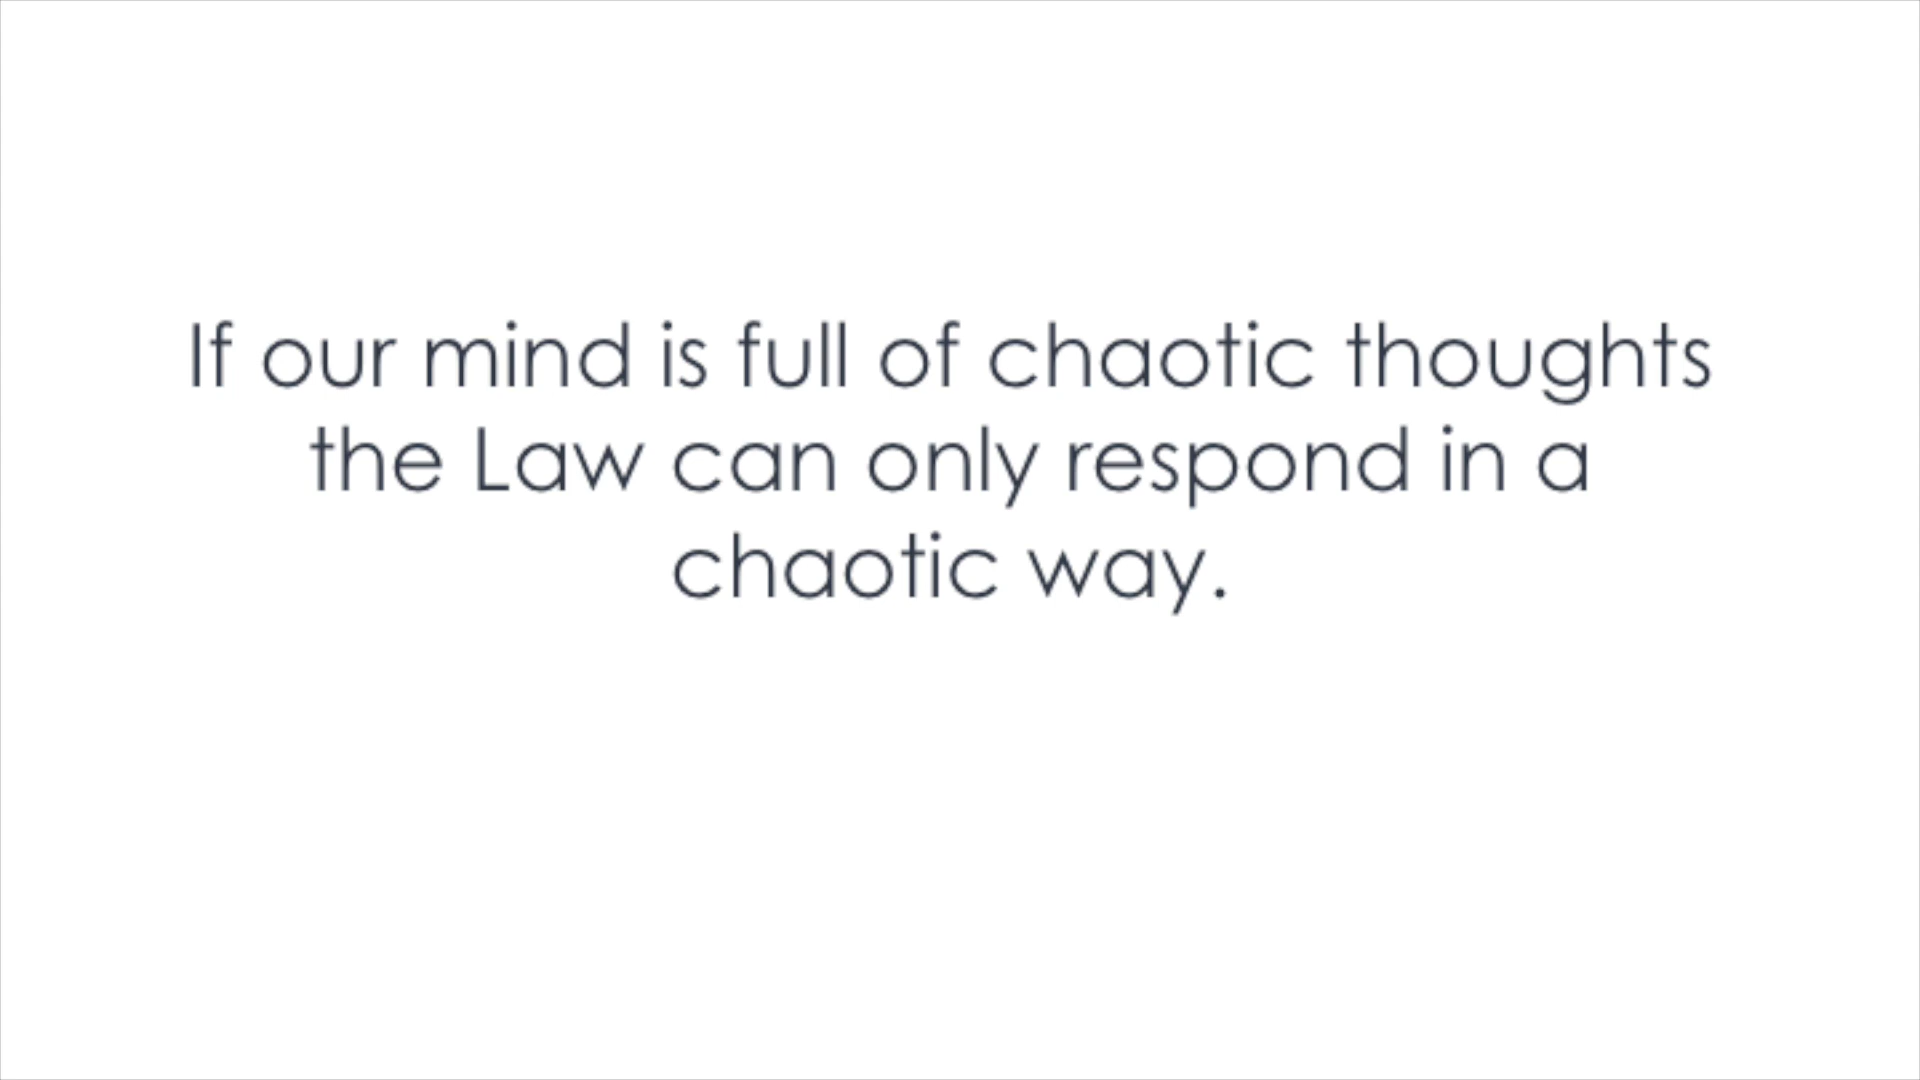 If our mind is full of chaotic thoughts
the Law can only respond in a
chaotic way.